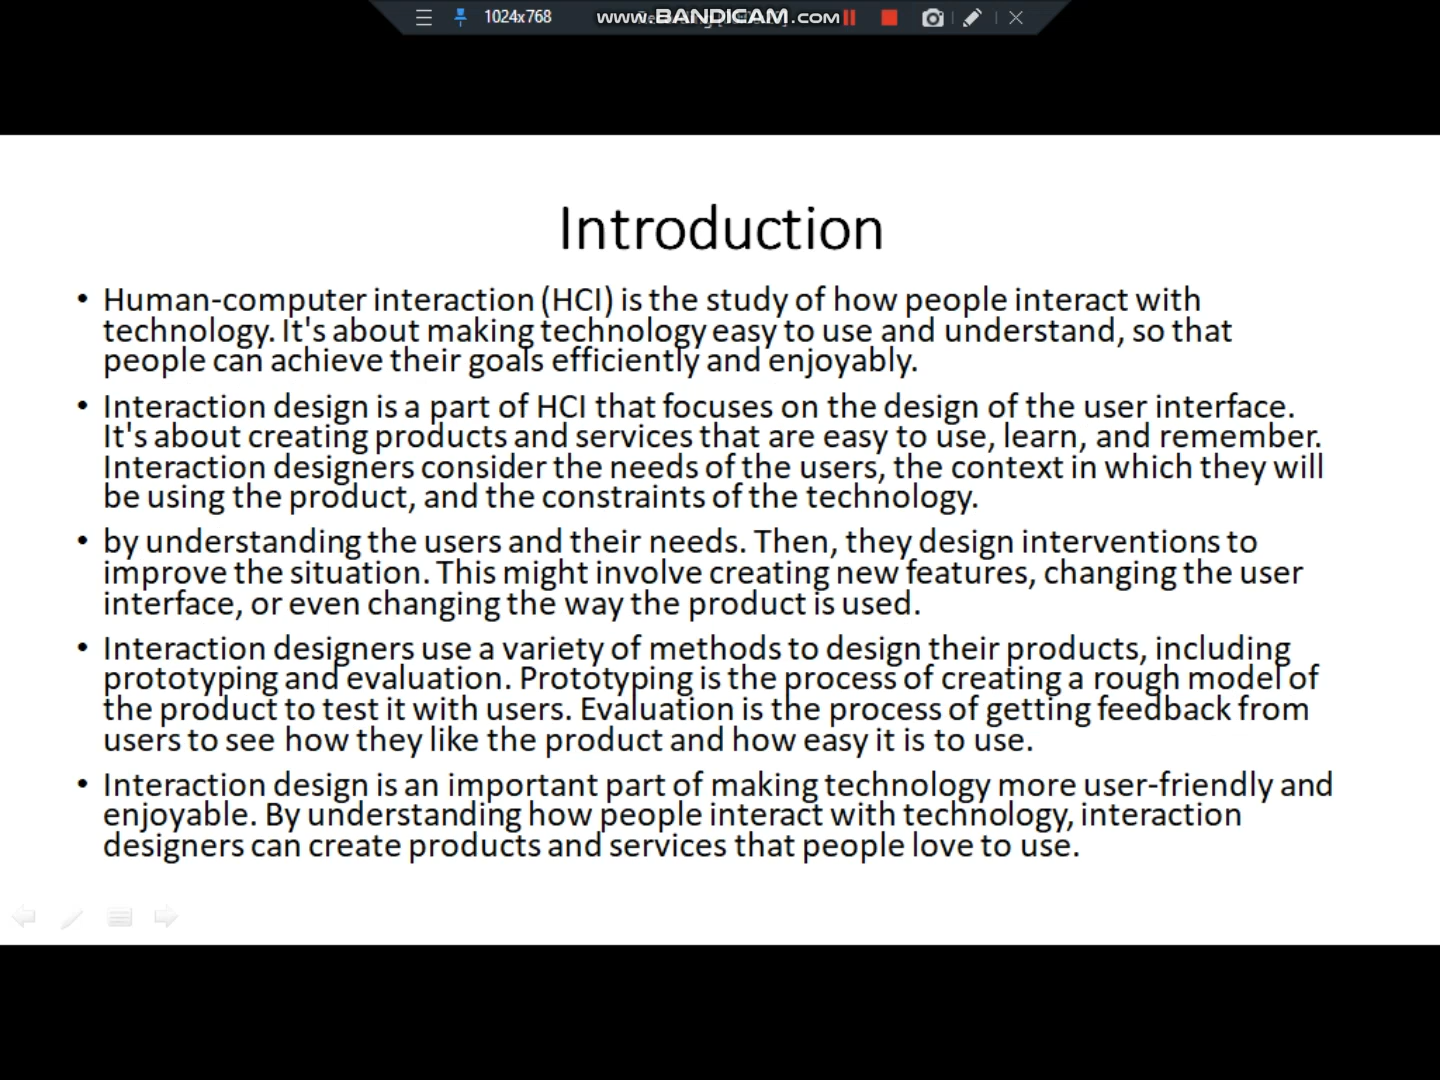 1024x768
www.BANDICAM.com
Introduction
• Human-computer interaction (HCI) is the study of how people interact with
technology. It's about making technology easy to use and understand, so that
people can achieve their goals efficiently and enjoyably.
• Interaction design is a part of HCI that focuses on the design of the user interface.
It's about creating products and services that are easy to use, learn, and remember.
Interaction designers consider the needs of the users, the context in which they will
be using the product, and the constraints of the technology.
• by understanding the users and their needs. Then, they design interventions to
improve the situation. This might involve creating new features, changing the user
interface, or even changing the way the product is used.
• Interaction designers use a variety of methods to design their products, including
prototyping and evaluation. Prototyping is the process of creating a rough model of
the product to test it with users. Evaluation is the process of getting feedback from
users to see how they like the product and how easy it is to use.
• Interaction design is an important part of making technology more user-friendly and
enjoyable. By understanding how people interact with technology, interaction
designers can create products and services that people love to use.